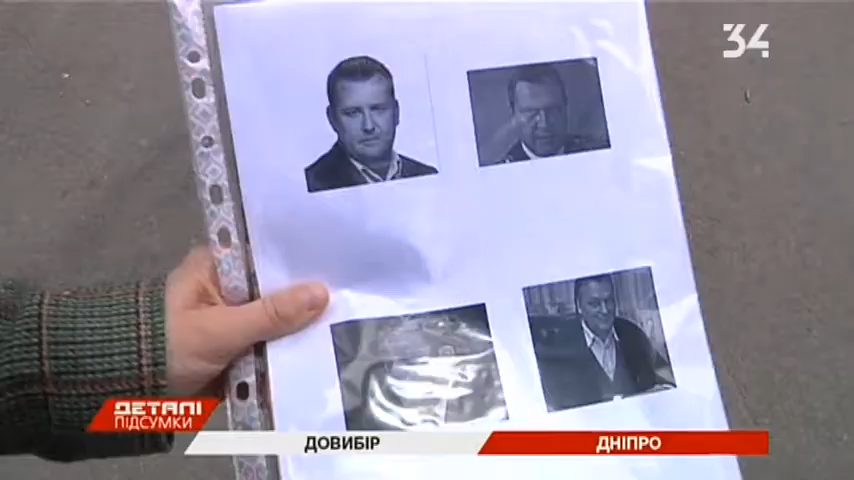 34
ДЕТАЛІ
ПІДСУМКИ
ДОВИБІР
ДНІПРО